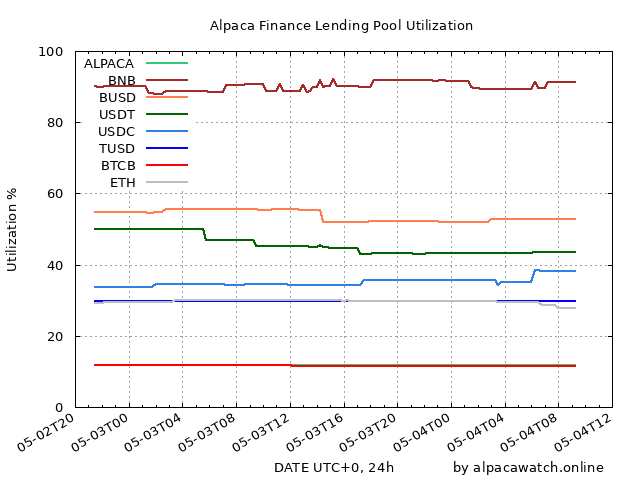 Alpaca Finance Lending Pool Utilization
Utilization %
100
80
60
40
20
0
ALPACA
BNB
BUSD
USDT
USDC
TUSD
BTCB
ETH
05-02T20
05-03T00
05-03T04
05-03T08
05-03T12
05-03T16
05-03T20
05-04T00
05-04T04
05-04T08
05-04T12
DATE UTC+0, 24h
by alpacawatch.online